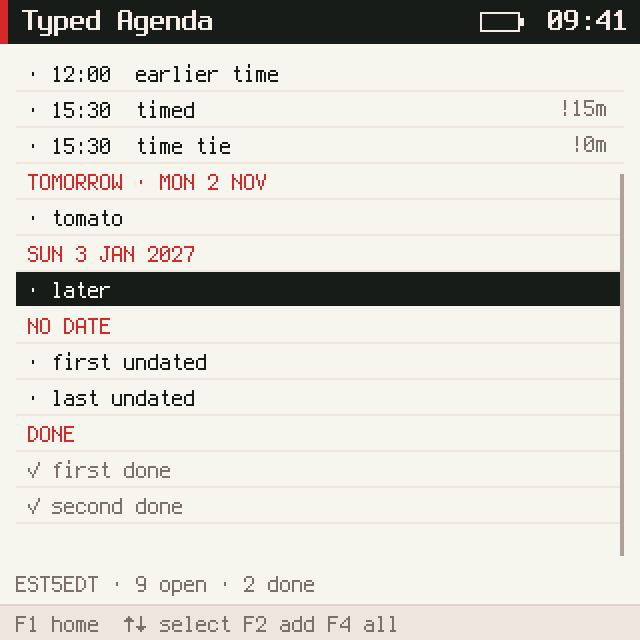 Typed Agenda 09:41
· 12:00 earlier time
· 15:30 timed !15m
· 15:30 time tie !0m
TOMORROW · MON 2 NOV
· tomato
SUN 3 JAN 2027
· later
NO DATE
· first undated
· last undated
DONE
√ first done
√ second done
EST5EDT · 9 open · 2 done
F1 home ↑↓ select F2 add F4 all